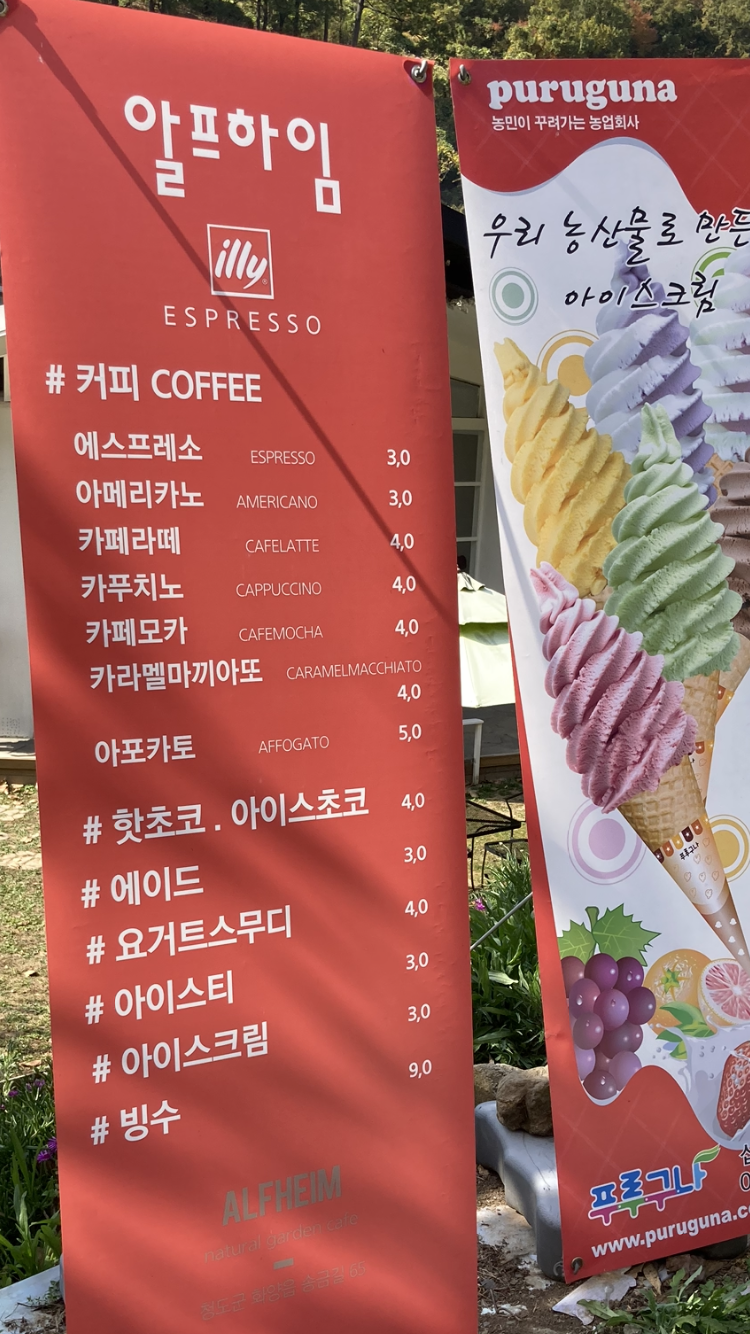 알프하임
illy
ESPRESSO
# 커피 COFFEE
에스프레소 ESPRESSO 3,0
아메리카노 AMERICANO 3,0
카페라떼 CAFELATTE 4,0
카푸치노 CAPPUCCINO 4,0
카페모카 CAFEMOCHA 4,0
카라멜마끼아또 CARAMELMACCHIATO
4,0
아포카토 AFFOGATO 5,0
# 핫초코 . 아이스초코 4,0
# 에이드 3,0
# 요거트스무디 4,0
# 아이스티 3,0
# 아이스크림 3,0
# 빙수 9,0
ALFHEIM
natural garden cafe
puruguna
농민이 꾸려가는 농업회사
우리 농산물로 만든
아이스크림
푸루구나
푸루구나
www.puruguna.c